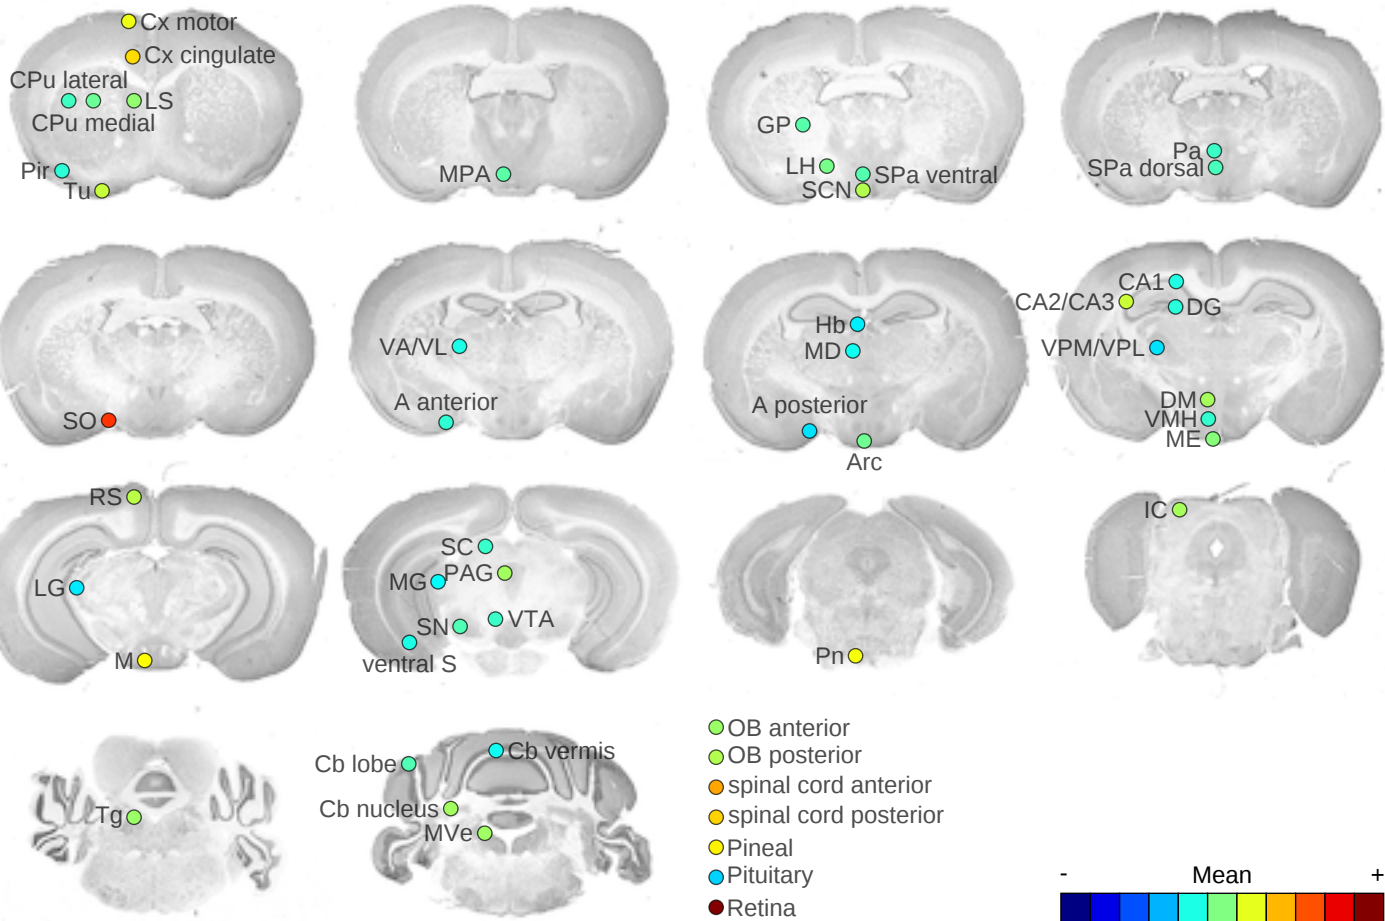 Cx motor
Cx cingulate
CPu lateral
LS
CPu medial
Pir
Tu
MPA
GP
LH
SPa ventral
SCN
Pa
SPa dorsal
SO
VA/VL
A anterior
Hb
MD
A posterior
Arc
CA1
CA2/CA3
DG
VPM/VPL
DM
VMH
ME
RS
LG
M
SC
MG
PAG
SN
VTA
ventral S
Pn
IC
Tg
Cb lobe
Cb vermis
Cb nucleus
MVe
OB anterior
OB posterior
spinal cord anterior
spinal cord posterior
Pineal
Pituitary
Retina
- Mean +